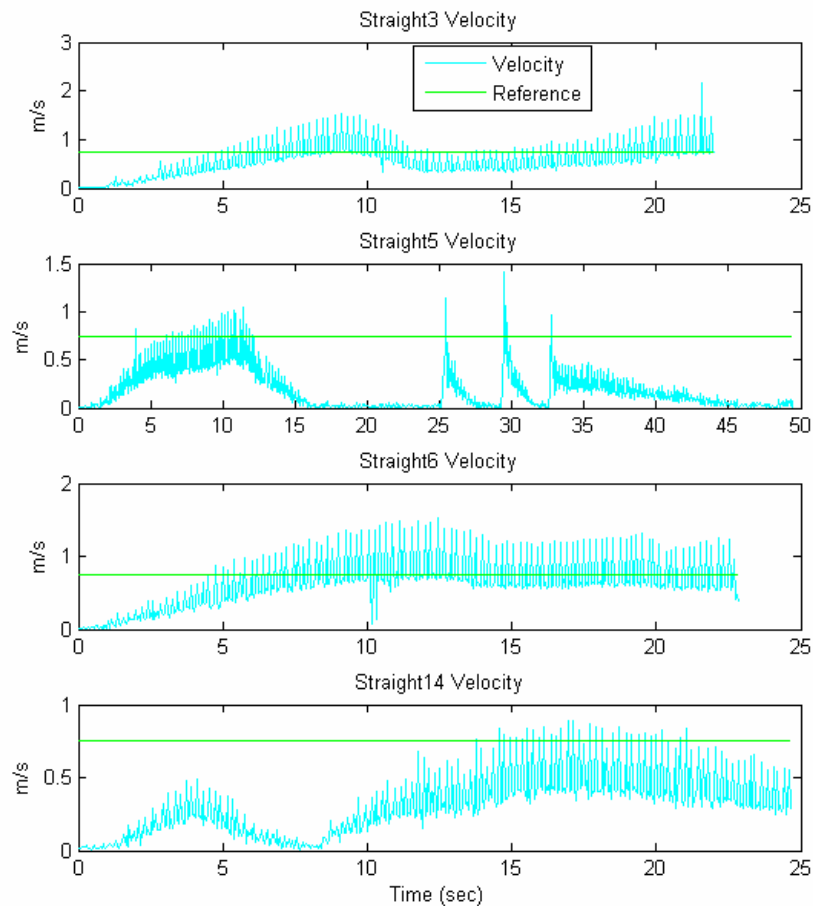 Straight3 Velocity
3
2
1
0
m/s
Velocity
Reference
0 5 10 15 20 25
Straight5 Velocity
1.5
1
0.5
0
m/s
0 5 10 15 20 25 30 35 40 45 50
Straight6 Velocity
2
1
0
m/s
0 5 10 15 20 25
Straight14 Velocity
1
0.5
0
m/s
0 5 10 15 20 25
Time (sec)